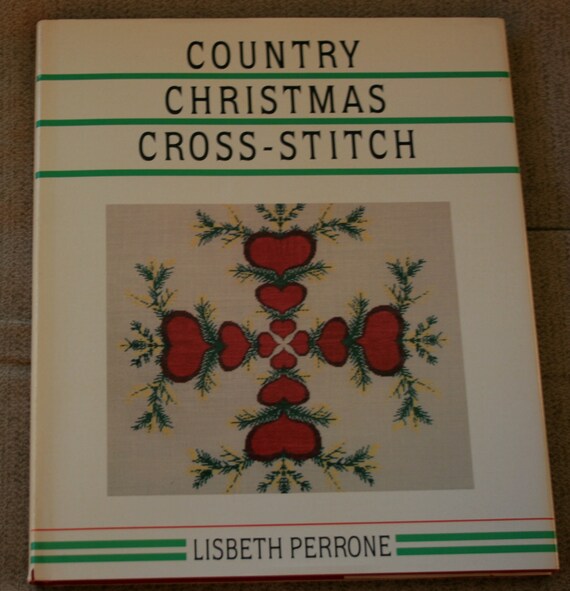 COUNTRY
CHRISTMAS
CROSS-STITCH
LISBETH PERRONE